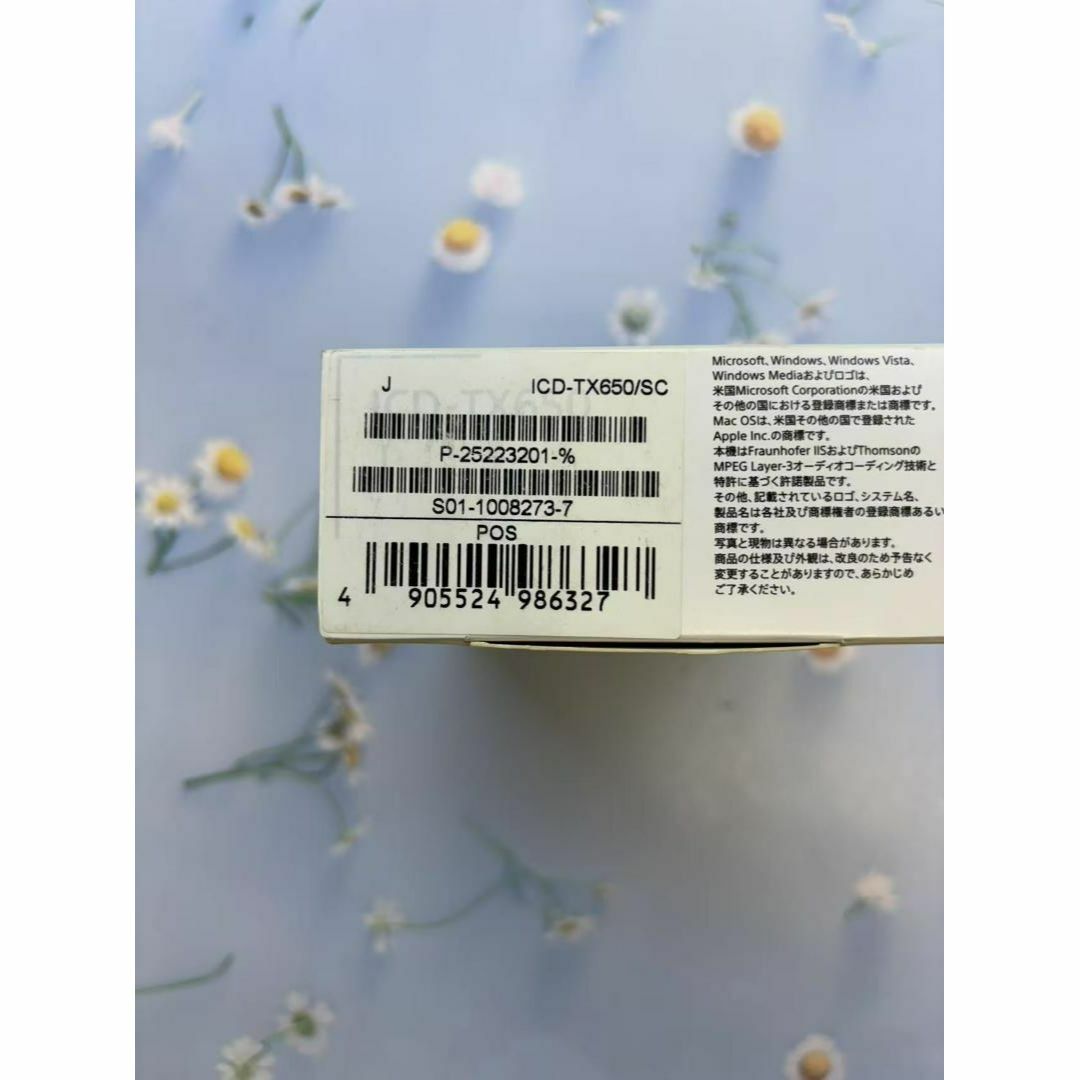 J ICD-TX650/SC
ICD-TX650
P-25223201-%
S01-1008273-7
POS
4 905524 986327
Microsoft、Windows、Windows Vista、
Windows Mediaおよびロゴは、
米国Microsoft Corporationの米国および
その他の国における登録商標または商標です。
Mac OSは、米国その他の国で登録された
Apple Inc.の商標です。
本機はFraunhofer IISおよびThomsonの
MPEG Layer-3オーディオコーディング技術と
特許に基づく許諾製品です。
その他、記載されているロゴ、システム名、
製品名は各社及び商標権者の登録商標あるい
商標です。
写真と現物は異なる場合があります。
商品の仕様及び外観は、改良のため予告なく
変更することがありますので、あらかじめ
ご了承ください。